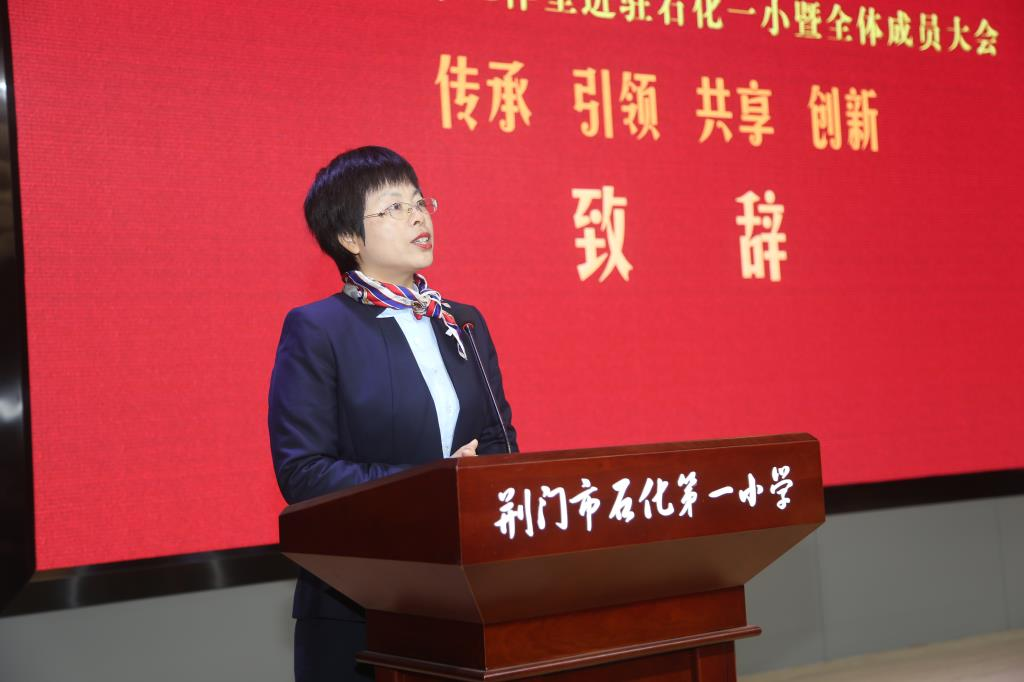 作室进驻石化一小暨全体成员大会
传承 引领 共享 创新
致 辞
荆门市石化第一小学